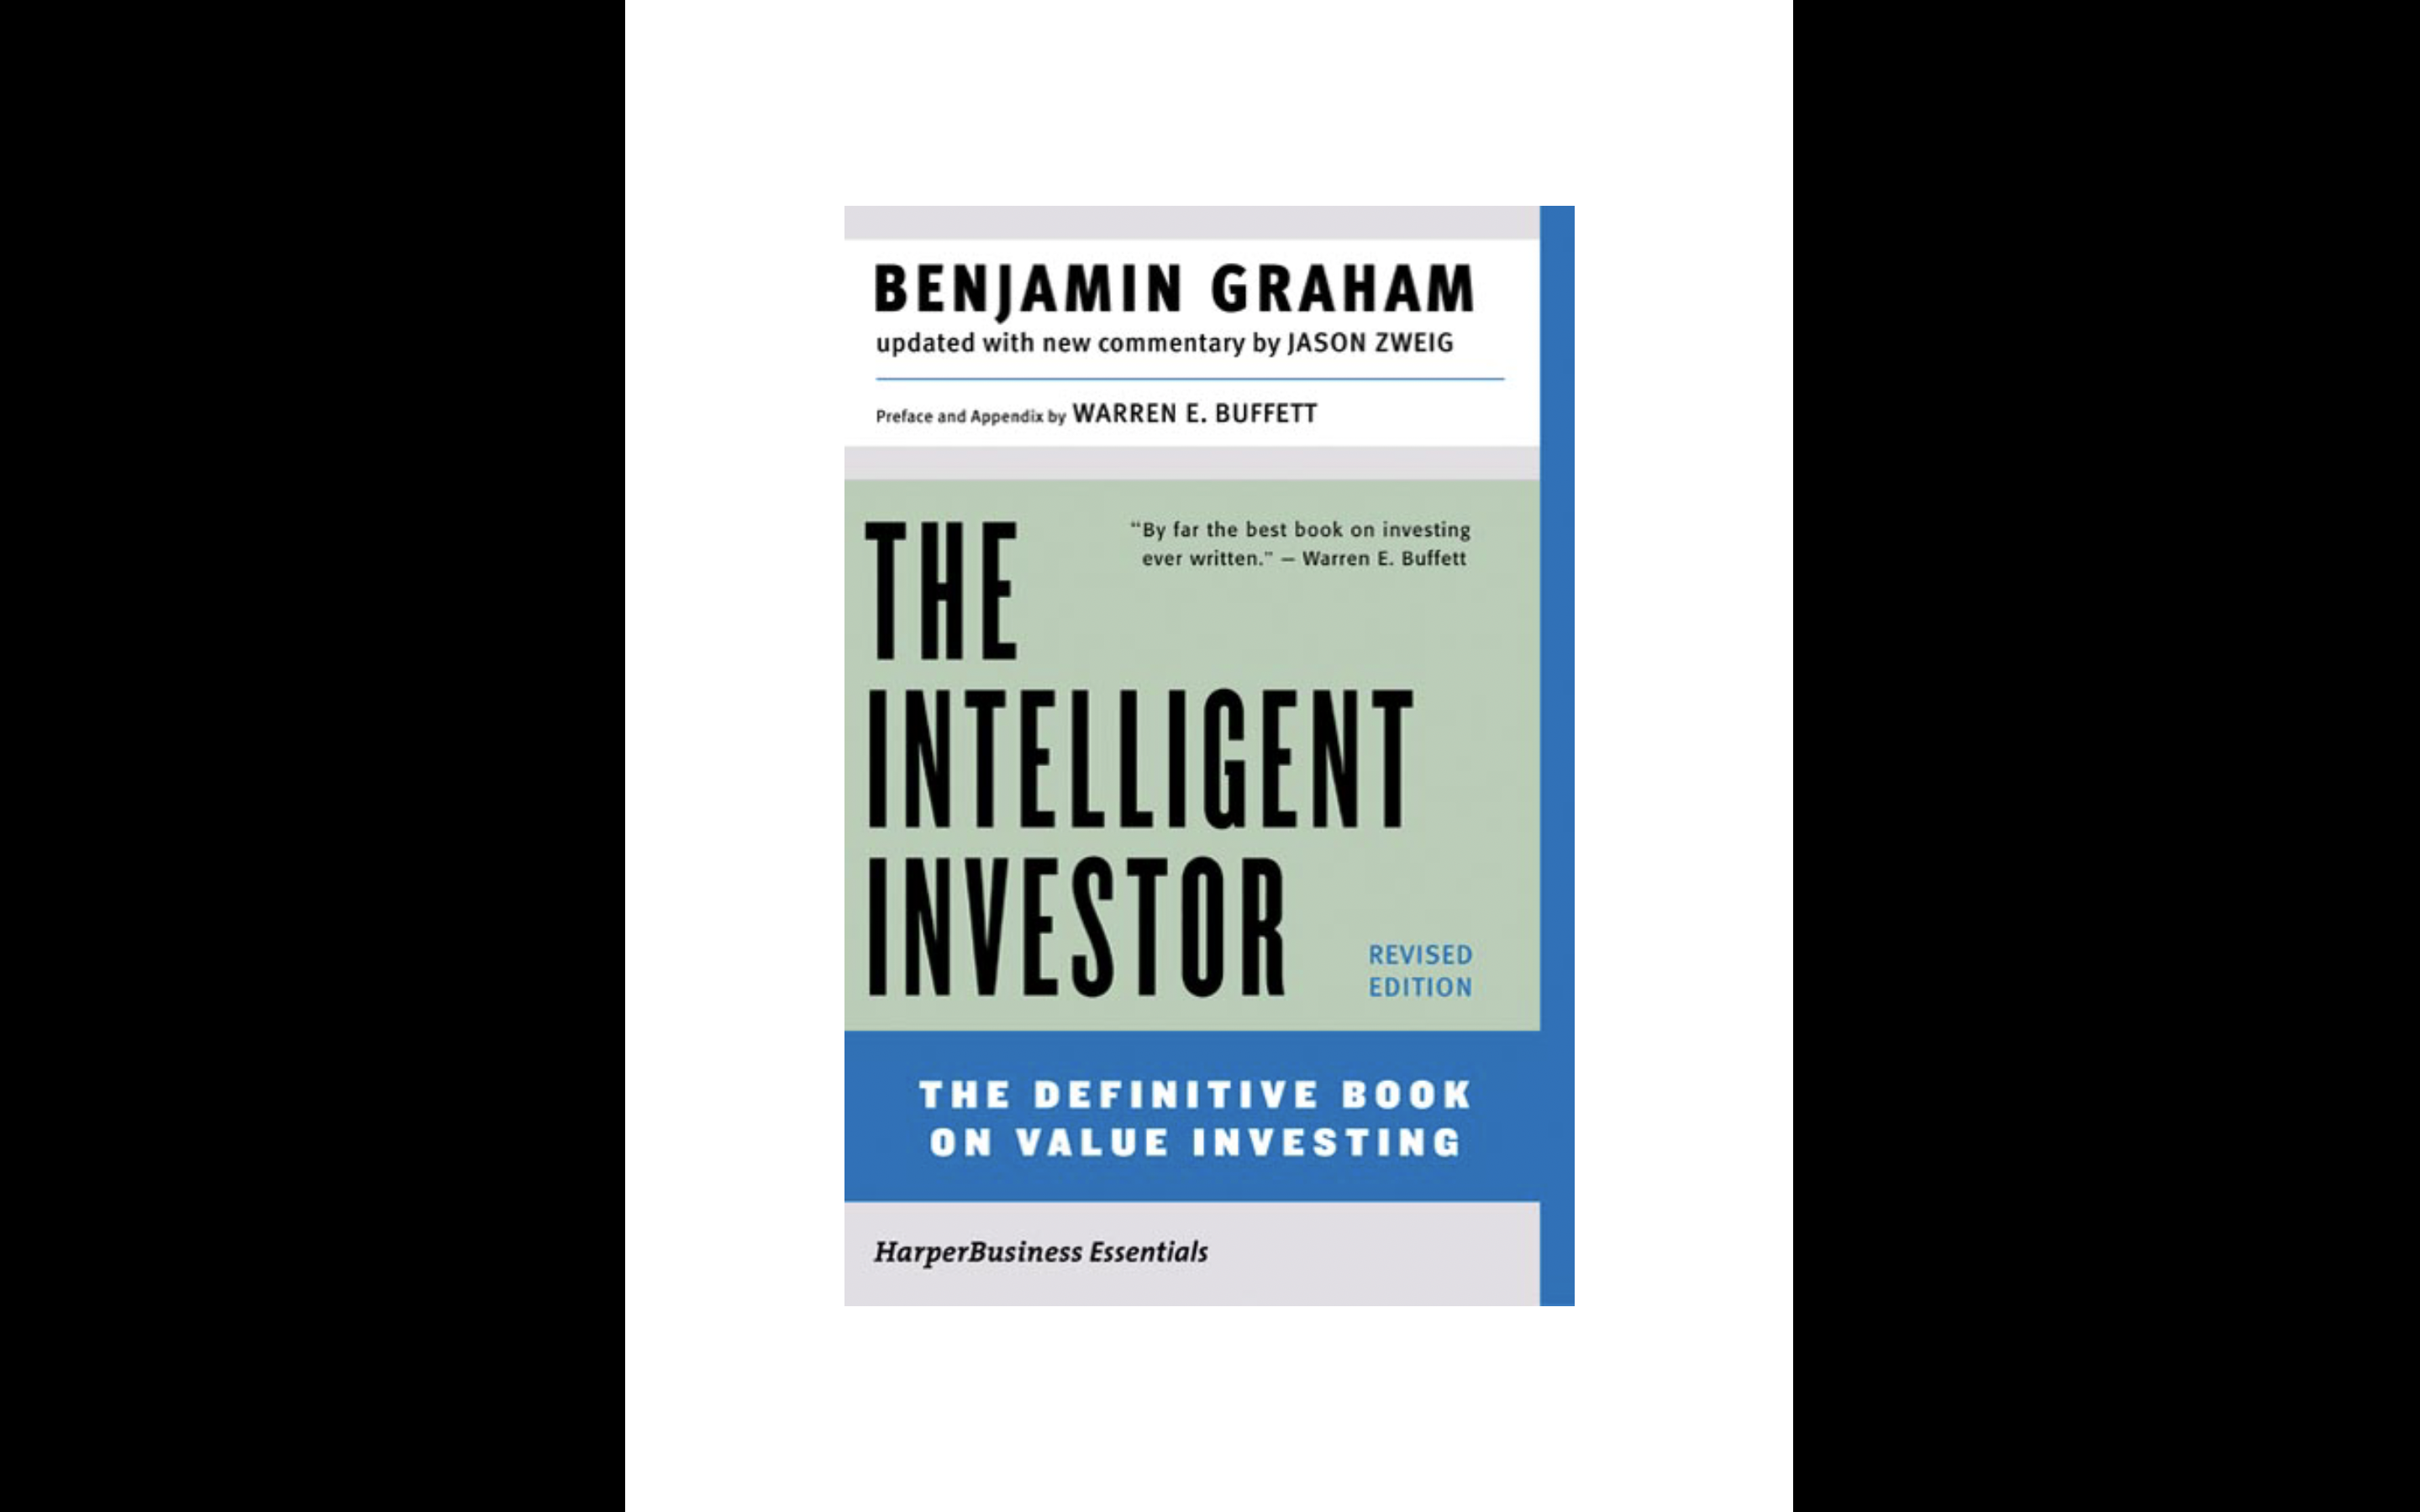 BENJAMIN GRAHAM
updated with new commentary by JASON ZWEIG
Preface and Appendix by WARREN E. BUFFETT
THE
“By far the best book on investing
ever written.” – Warren E. Buffett
INTELLIGENT
INVESTOR
REVISED
EDITION
THE DEFINITIVE BOOK
ON VALUE INVESTING
HarperBusiness Essentials